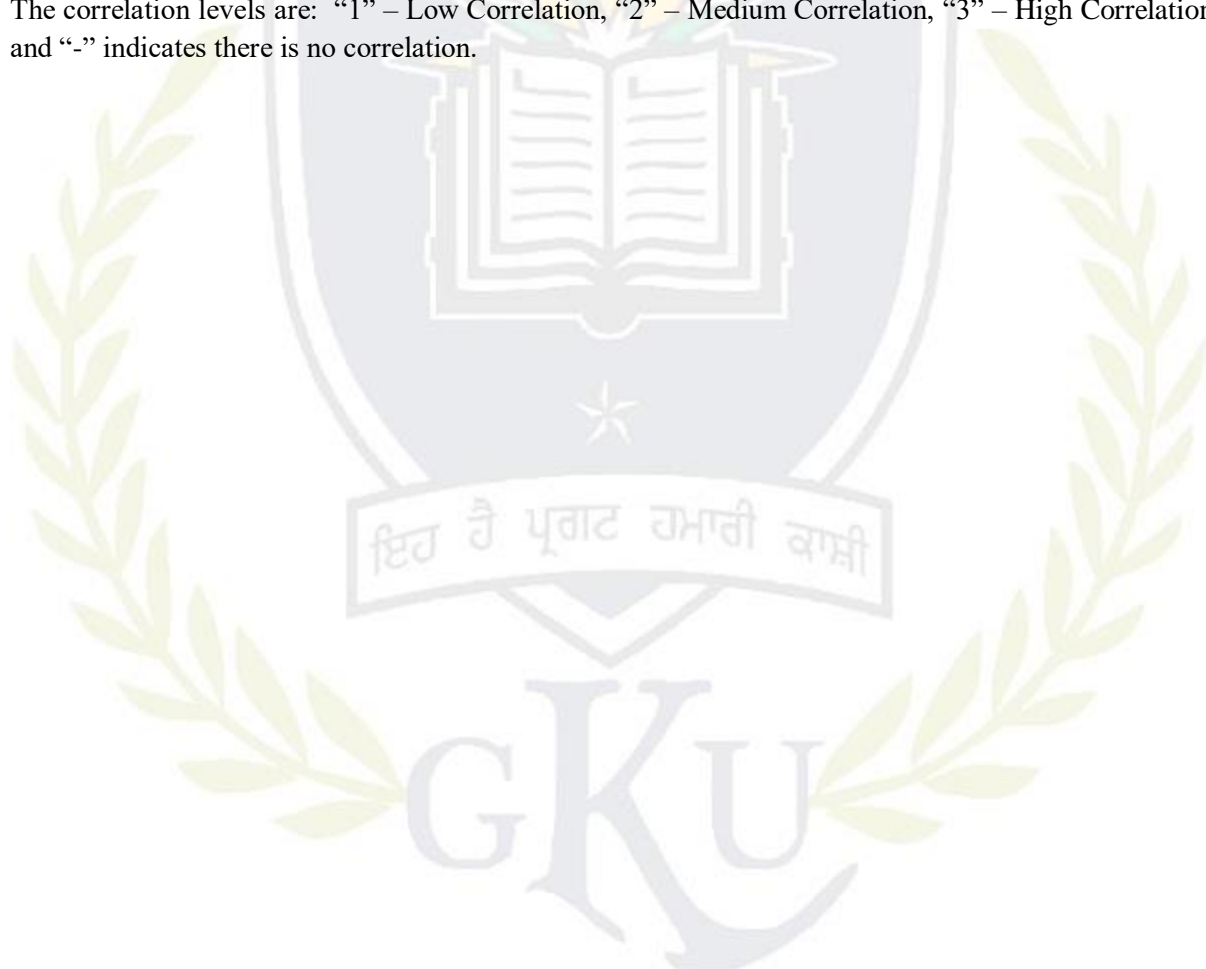 The correlation levels are: “1” – Low Correlation, “2” – Medium Correlation, “3” – High Correlation
and “-” indicates there is no correlation.
ਇਹ ਹੈ ਪ੍ਰਗਟ ਹਮਾਰੀ ਕਾਸ਼ੀ
GKU